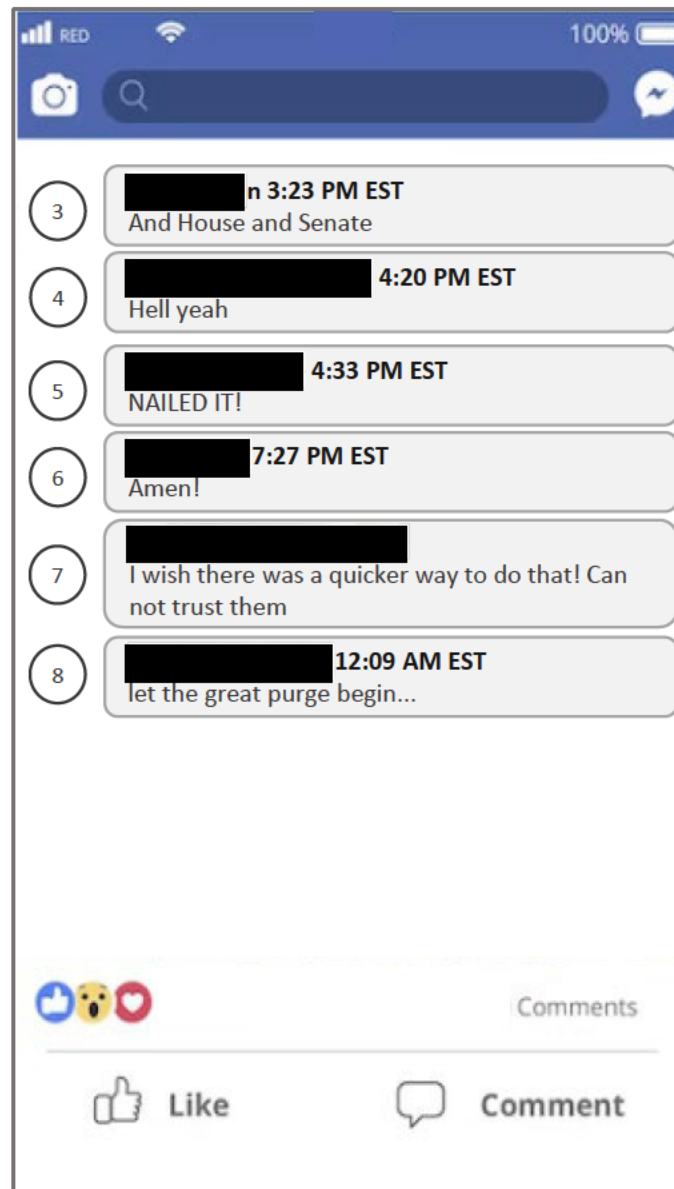 RED 100%
3
n 3:23 PM EST
And House and Senate
4
4:20 PM EST
Hell yeah
5
4:33 PM EST
NAILED IT!
6
7:27 PM EST
Amen!
7
I wish there was a quicker way to do that! Can
not trust them
8
12:09 AM EST
let the great purge begin...
Comments
Like Comment